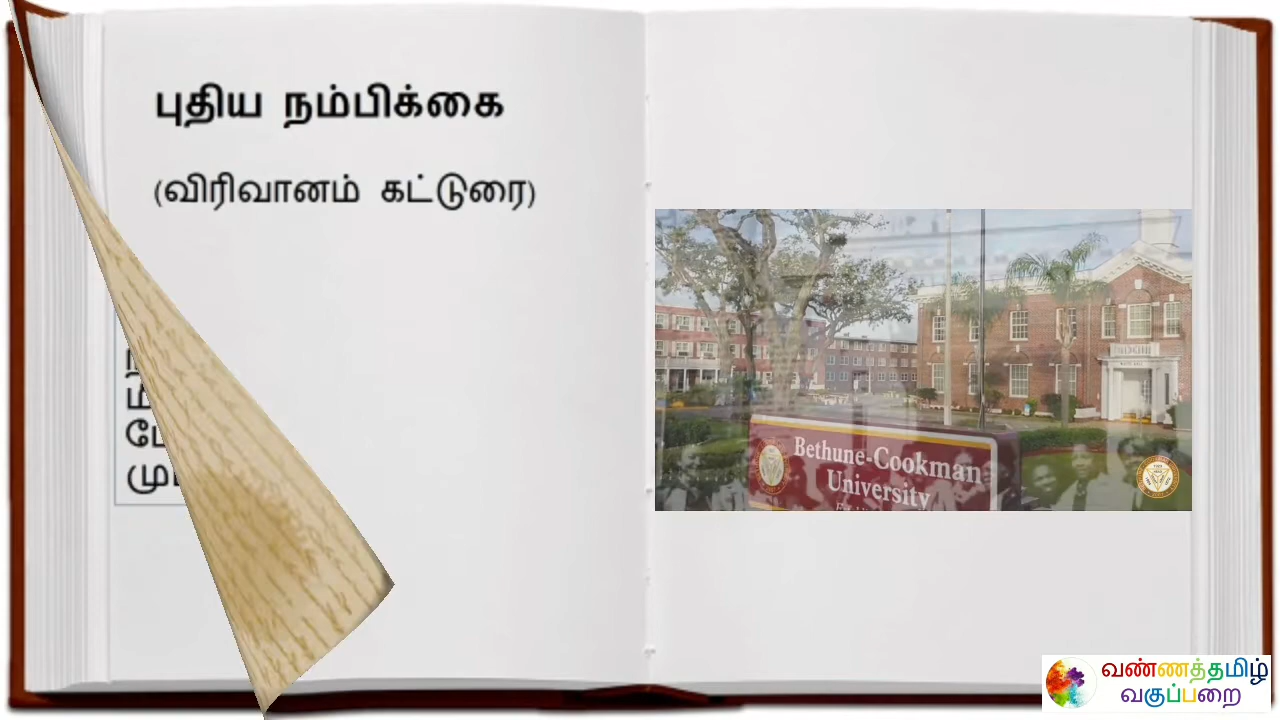 புதிய நம்பிக்கை
(விரிவானம் கட்டுரை)
Bethune-Cookman
University
வண்ணத்தமிழ்
வகுப்பறை